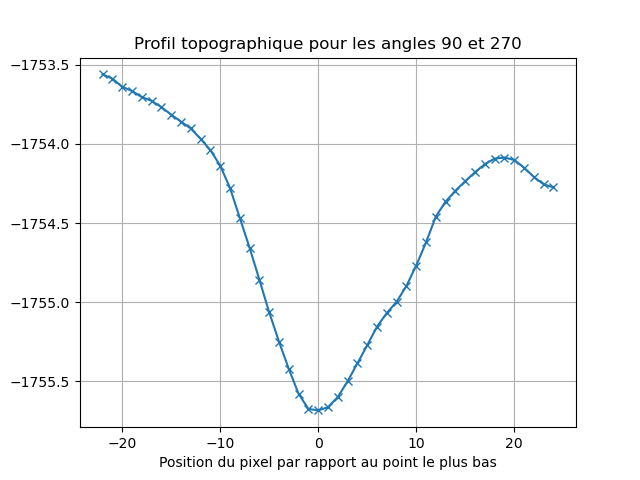 Profil topographique pour les angles 90 et 270
−1753.5
−1754.0
−1754.5
−1755.0
−1755.5
−20 −10 0 10 20
Position du pixel par rapport au point le plus bas